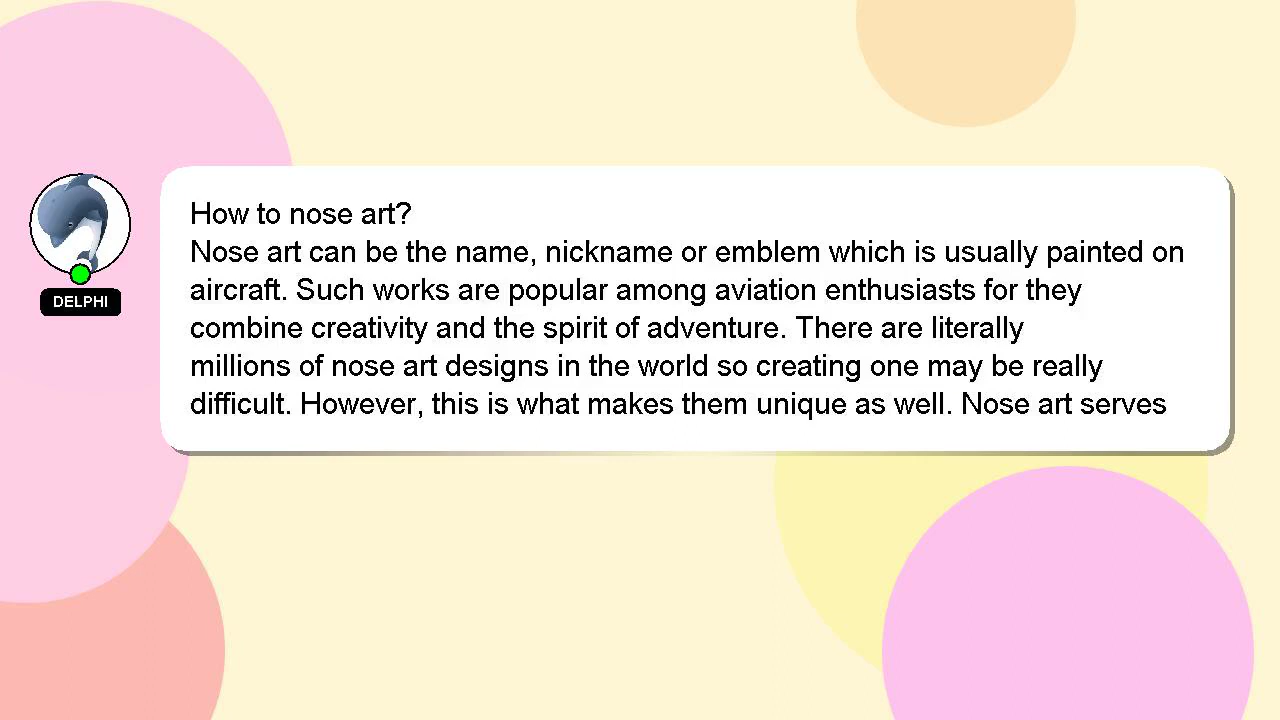 How to nose art?
Nose art can be the name, nickname or emblem which is usually painted on
aircraft. Such works are popular among aviation enthusiasts for they
combine creativity and the spirit of adventure. There are literally
millions of nose art designs in the world so creating one may be really
difficult. However, this is what makes them unique as well. Nose art serves
DELPHI